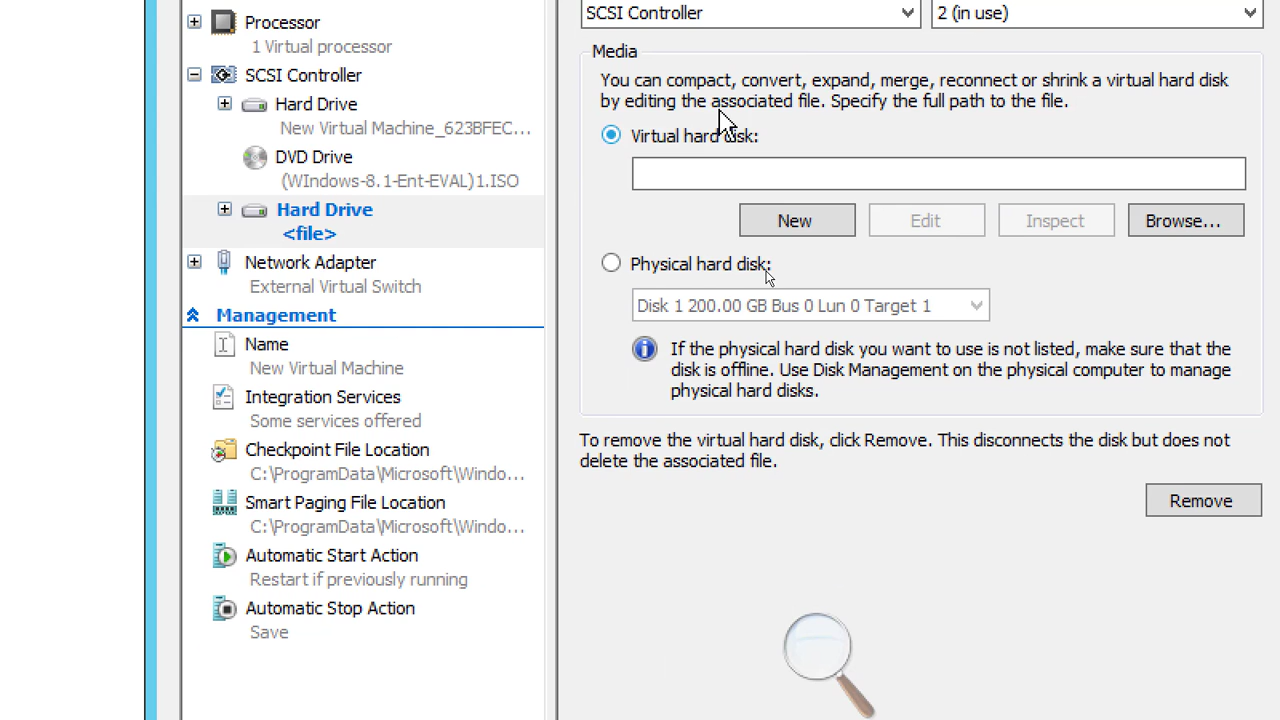 Processor
1 Virtual processor
SCSI Controller
Hard Drive
New Virtual Machine_623BFEC...
DVD Drive
(WIndows-8.1-Ent-EVAL)1.ISO
Hard Drive
<file>
Network Adapter
External Virtual Switch
Management
Name
New Virtual Machine
Integration Services
Some services offered
Checkpoint File Location
C:\ProgramData\Microsoft\Windo...
Smart Paging File Location
C:\ProgramData\Microsoft\Windo...
Automatic Start Action
Restart if previously running
Automatic Stop Action
Save
SCSI Controller
2 (in use)
Media
You can compact, convert, expand, merge, reconnect or shrink a virtual hard disk
by editing the associated file. Specify the full path to the file.
Virtual hard disk:
New
Edit
Inspect
Browse...
Physical hard disk:
Disk 1 200.00 GB Bus 0 Lun 0 Target 1
If the physical hard disk you want to use is not listed, make sure that the
disk is offline. Use Disk Management on the physical computer to manage
physical hard disks.
To remove the virtual hard disk, click Remove. This disconnects the disk but does not
delete the associated file.
Remove